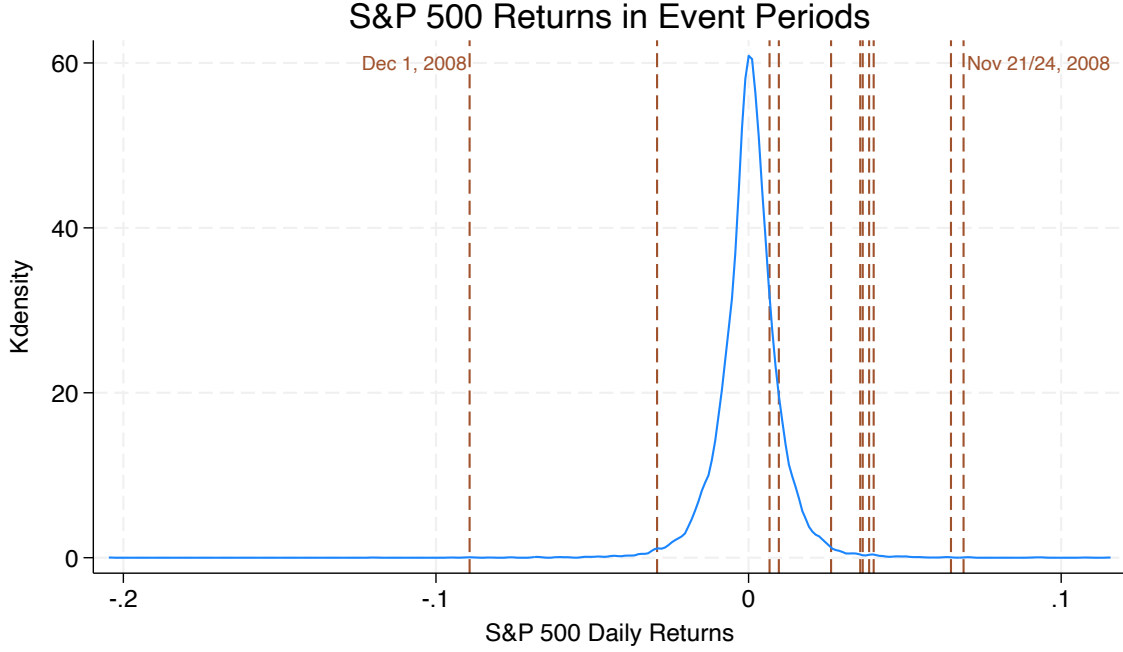 S&P 500 Returns in Event Periods
Dec 1, 2008
Nov 21/24, 2008
Kdensity
60
40
20
0
-.2
-.1
0
.1
S&P 500 Daily Returns